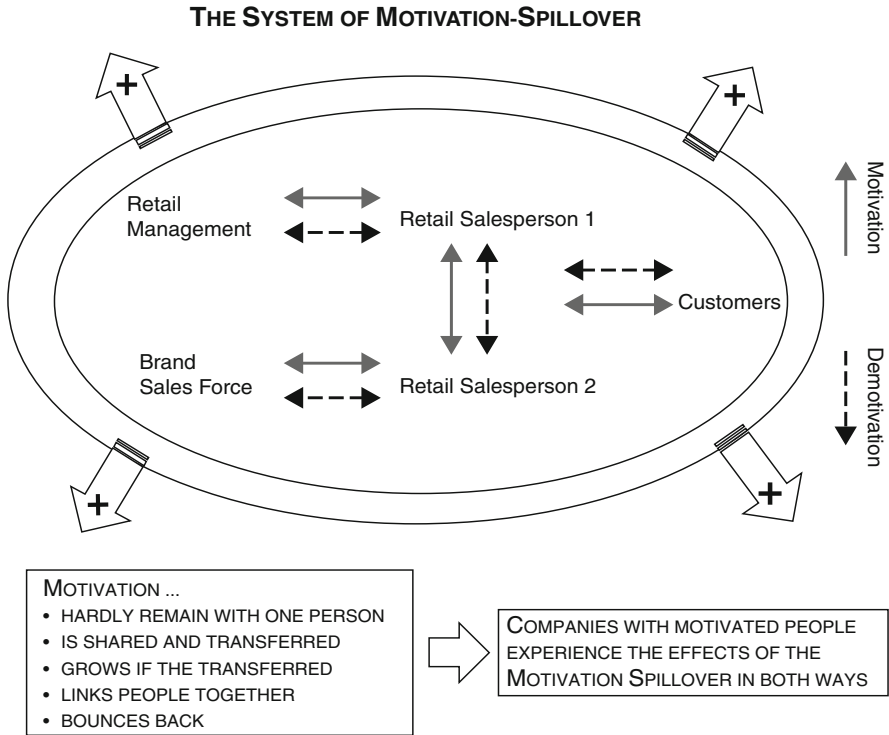 THE SYSTEM OF MOTIVATION-SPILLOVER
+
+
Retail
Management
Retail Salesperson 1
Customers
Brand
Sales Force
Retail Salesperson 2
Motivation
Demotivation
+
+
MOTIVATION ...
• HARDLY REMAIN WITH ONE PERSON
• IS SHARED AND TRANSFERRED
• GROWS IF THE TRANSFERRED
• LINKS PEOPLE TOGETHER
• BOUNCES BACK
COMPANIES WITH MOTIVATED PEOPLE
EXPERIENCE THE EFFECTS OF THE
MOTIVATION SPILLOVER IN BOTH WAYS